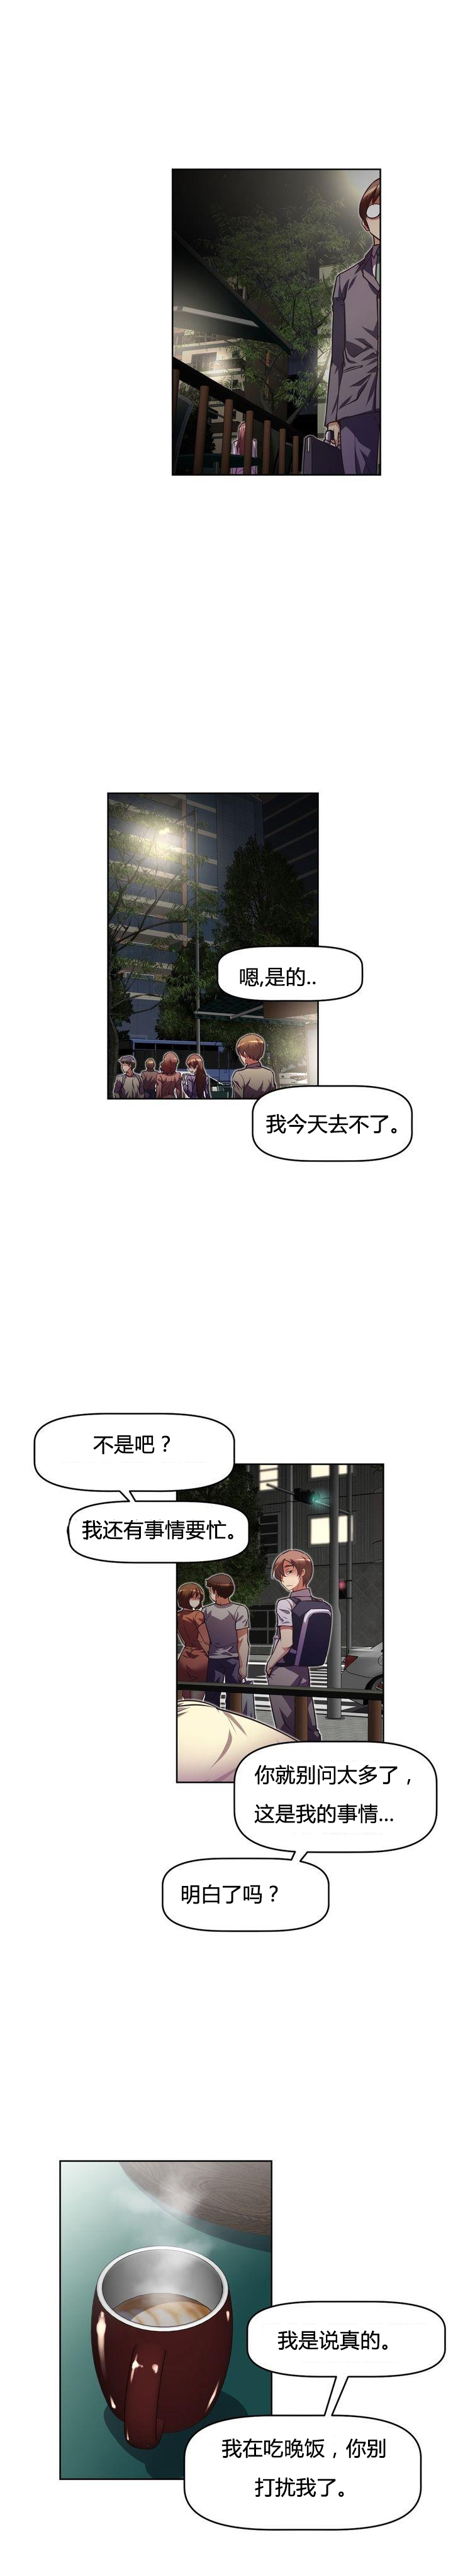 嗯,是的..
我今天去不了。
不是吧？
我还有事情要忙。
你就别问太多了，
这是我的事情...
明白了吗？
我是说真的。
我在吃晚饭，你别
打扰我了。